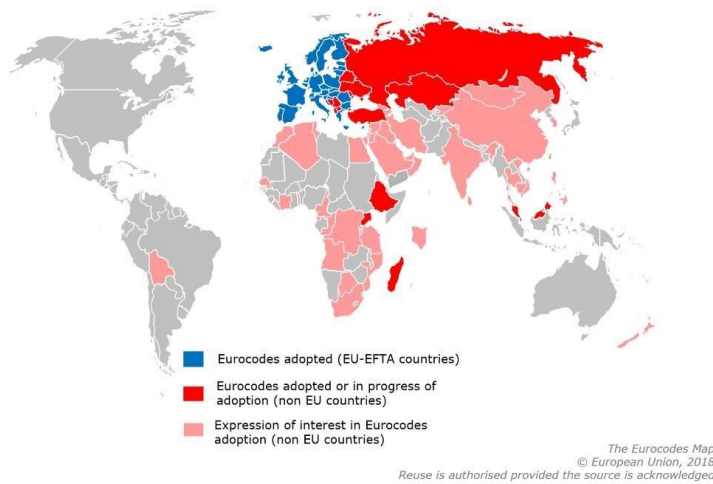 Eurocodes adopted (EU-EFTA countries)
Eurocodes adopted or in progress of
adoption (non EU countries)
Expression of interest in Eurocodes
adoption (non EU countries)
The Eurocodes Map
© European Union, 2018
Reuse is authorised provided the source is acknowledged